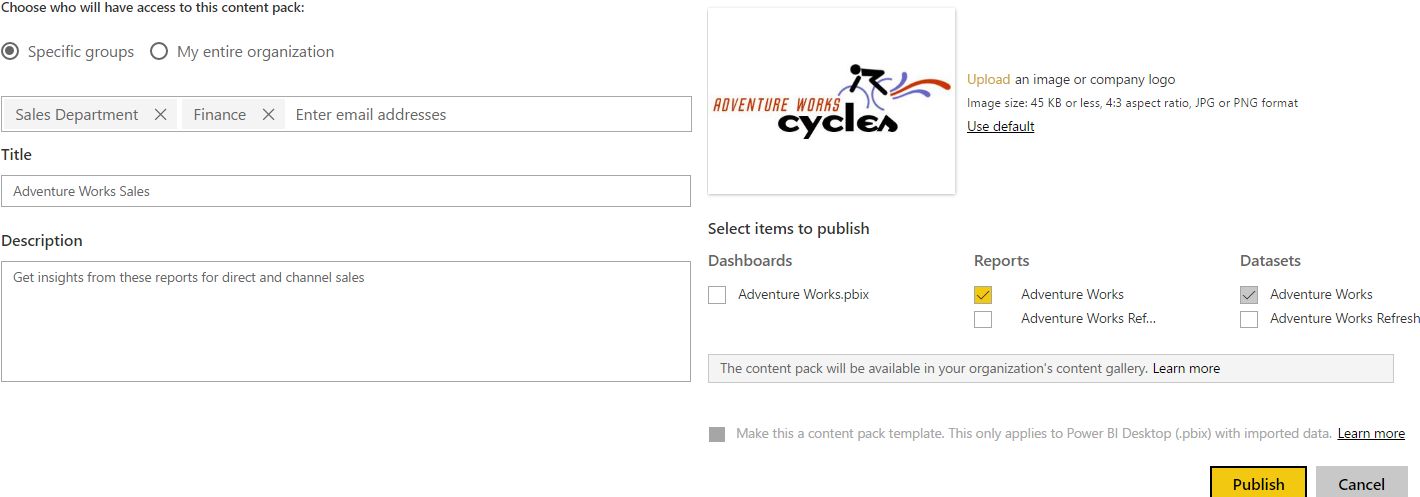 Choose who will have access to this content pack:
Specific groups My entire organization
Sales Department Finance Enter email addresses
Title
Adventure Works Sales
Description
Get insights from these reports for direct and channel sales
ADVENTURE WORKS
cycles
Upload an image or company logo
Image size: 45 KB or less, 4:3 aspect ratio, JPG or PNG format
Use default
Select items to publish
Dashboards Reports Datasets
Adventure Works.pbix Adventure Works Adventure Works
Adventure Works Ref... Adventure Works Refresh
The content pack will be available in your organization's content gallery. Learn more
Make this a content pack template. This only applies to Power BI Desktop (.pbix) with imported data. Learn more
Publish Cancel